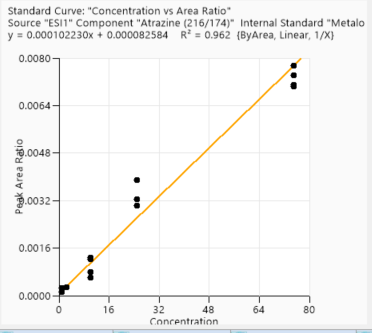 Standard Curve: "Concentration vs Area Ratio"
Source "ESI1" Component "Atrazine (216/174)" Internal Standard "Metalo
y = 0.000102230x + 0.000082584 R² = 0.962 {ByArea, Linear, 1/X}
0.0080
0.0064
0.0048
0.0032
0.0016
0.0000
Peak Area Ratio
0 16 32 48 64 80
Concentration